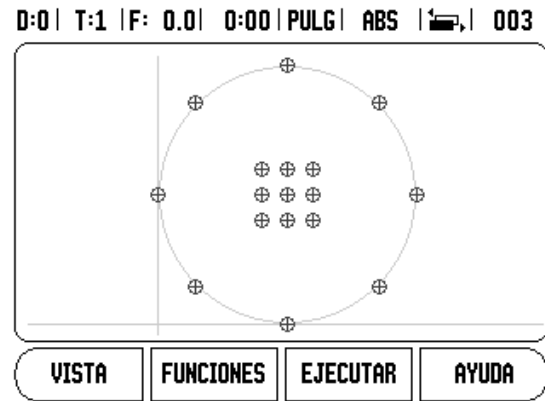 D:0| T:1 |F: 0.0| 0:00|PULG| ABS | | 003
VISTA FUNCIONES EJECUTAR AYUDA